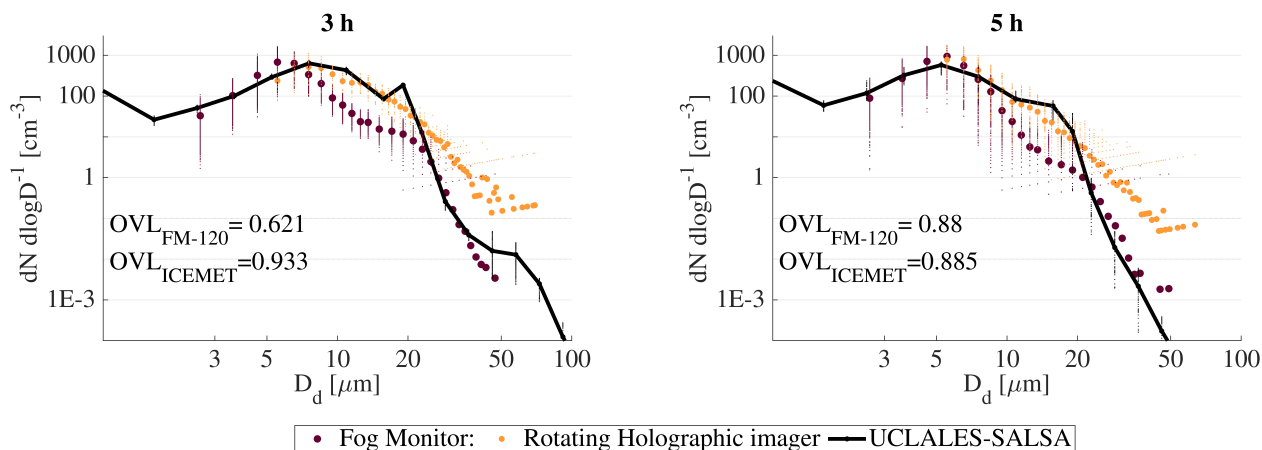 3 h
5 h
1000
100
1
1E-3
dN dlogD⁻¹ [cm⁻³]
OVL_FM-120= 0.621
OVL_ICEMET=0.933
3 5 10 20 50 100
D_d [μm]
1000
100
1
1E-3
dN dlogD⁻¹ [cm⁻³]
OVL_FM-120= 0.88
OVL_ICEMET=0.885
3 5 10 20 50 100
D_d [μm]
Fog Monitor: Rotating Holographic imager UCLALES-SALSA